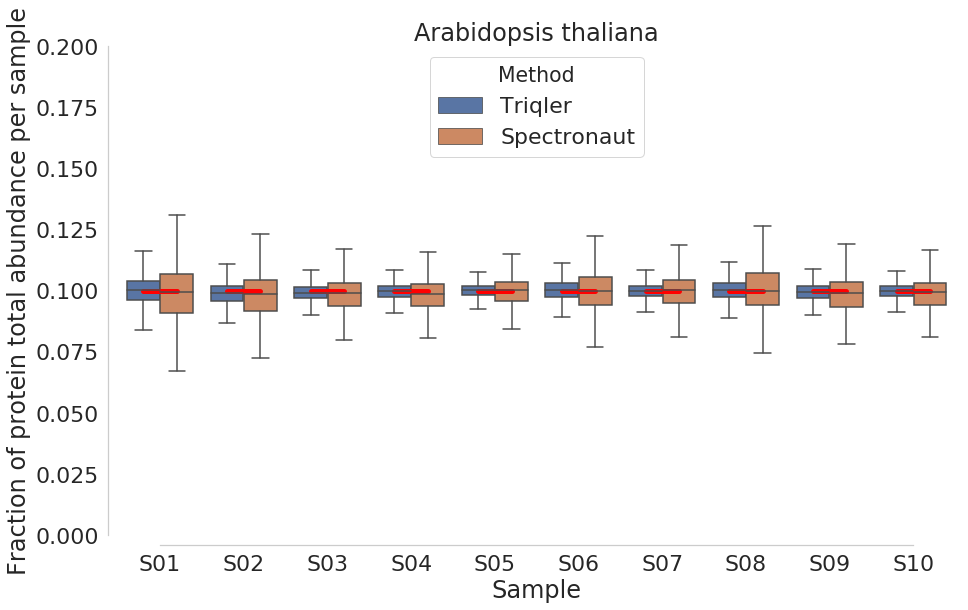 Arabidopsis thaliana
Method
Triqler
Spectronaut
Fraction of protein total abundance per sample
0.200
0.175
0.150
0.125
0.100
0.075
0.050
0.025
0.000
S01 S02 S03 S04 S05 S06 S07 S08 S09 S10
Sample